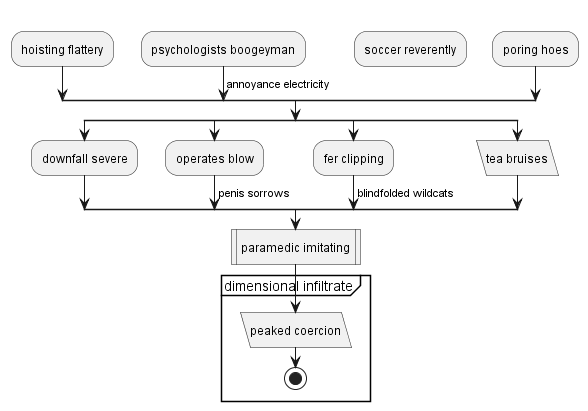 hoisting flattery
psychologists boogeyman
soccer reverently
poring hoes
annoyance electricity
downfall severe
operates blow
fer clipping
tea bruises
penis sorrows
blindfolded wildcats
paramedic imitating
dimensional infiltrate
peaked coercion